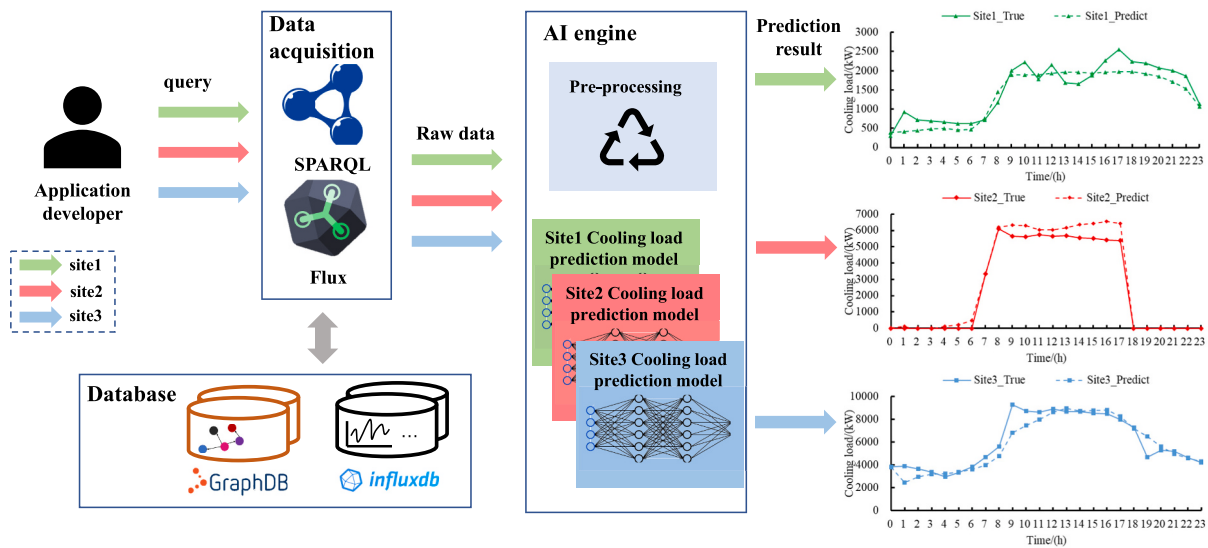 query
Application
developer
site1
site2
site3
Data
acquisition
SPARQL
Flux
Raw data
Database
...
GraphDB
influxdb
AI engine
Pre-processing
Site1 Cooling load
prediction model
Site2 Cooling load
prediction model
Site3 Cooling load
prediction model
Prediction
result
Site1_True Site1_Predict
Cooling load/(kW)
3000
2500
2000
1500
1000
500
0
0 1 2 3 4 5 6 7 8 9 10 11 12 13 14 15 16 17 18 19 20 21 22 23
Time/(h)
Site2_True Site2_Predict
Cooling load/(kW)
7000
6000
5000
4000
3000
2000
1000
0
0 1 2 3 4 5 6 7 8 9 10 11 12 13 14 15 16 17 18 19 20 21 22 23
Time/(h)
Site3_True Site3_Predict
Cooling load/(kW)
10000
8000
6000
4000
2000
0
0 1 2 3 4 5 6 7 8 9 10 11 12 13 14 15 16 17 18 19 20 21 22 23
Time/(h)